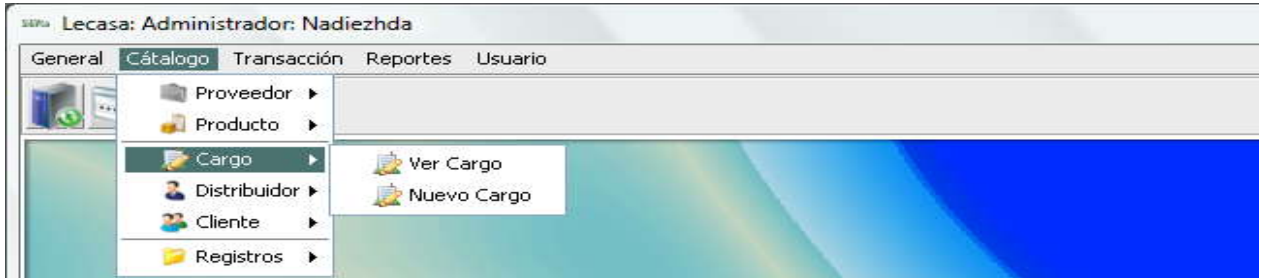 Lecasa: Administrador: Nadiezhda
General Cátalogo Transacción Reportes Usuario
Proveedor
Producto
Cargo
Ver Cargo
Distribuidor
Nuevo Cargo
Cliente
Registros